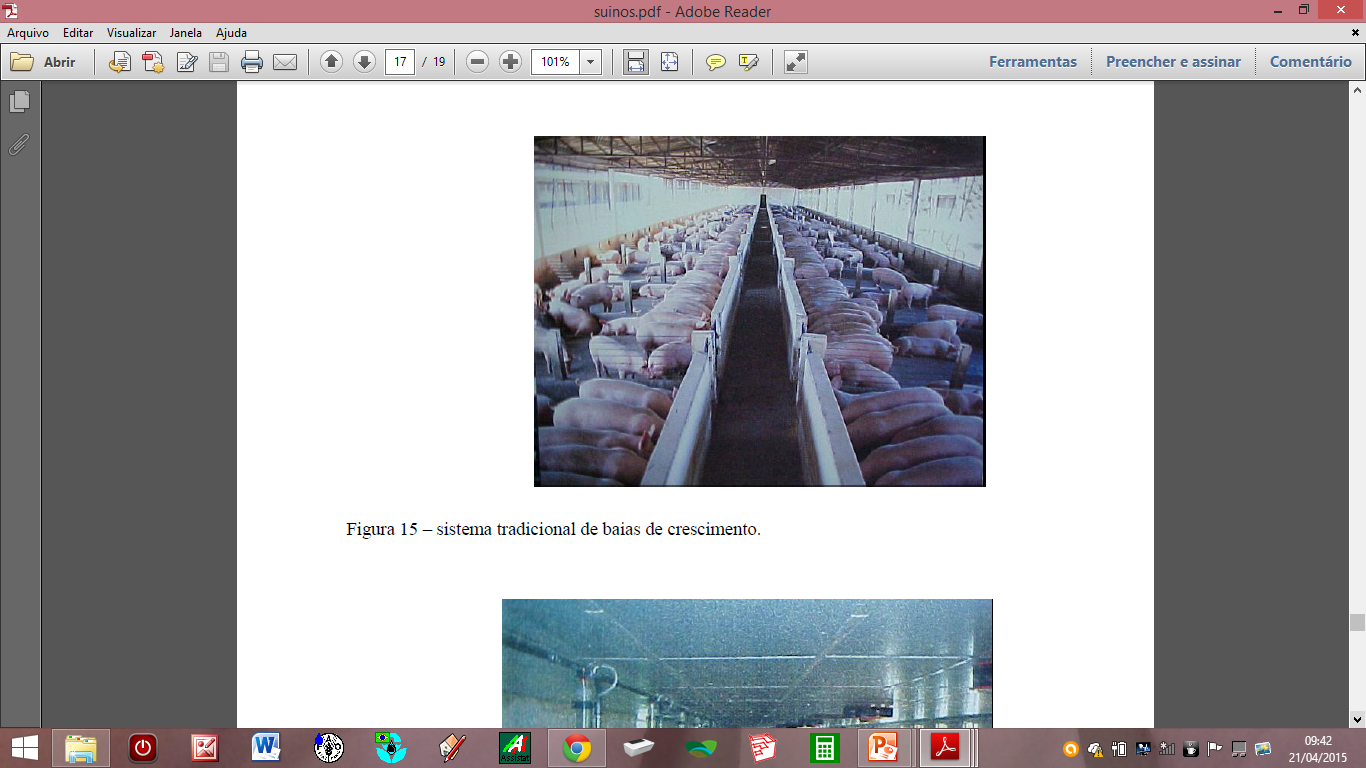 suinos.pdf - Adobe Reader
Arquivo Editar Visualizar Janela Ajuda
Abrir 17 / 19 101% Ferramentas Preencher e assinar Comentário
Figura 15 – sistema tradicional de baias de crescimento.
Assistat
09:42
21/04/2015